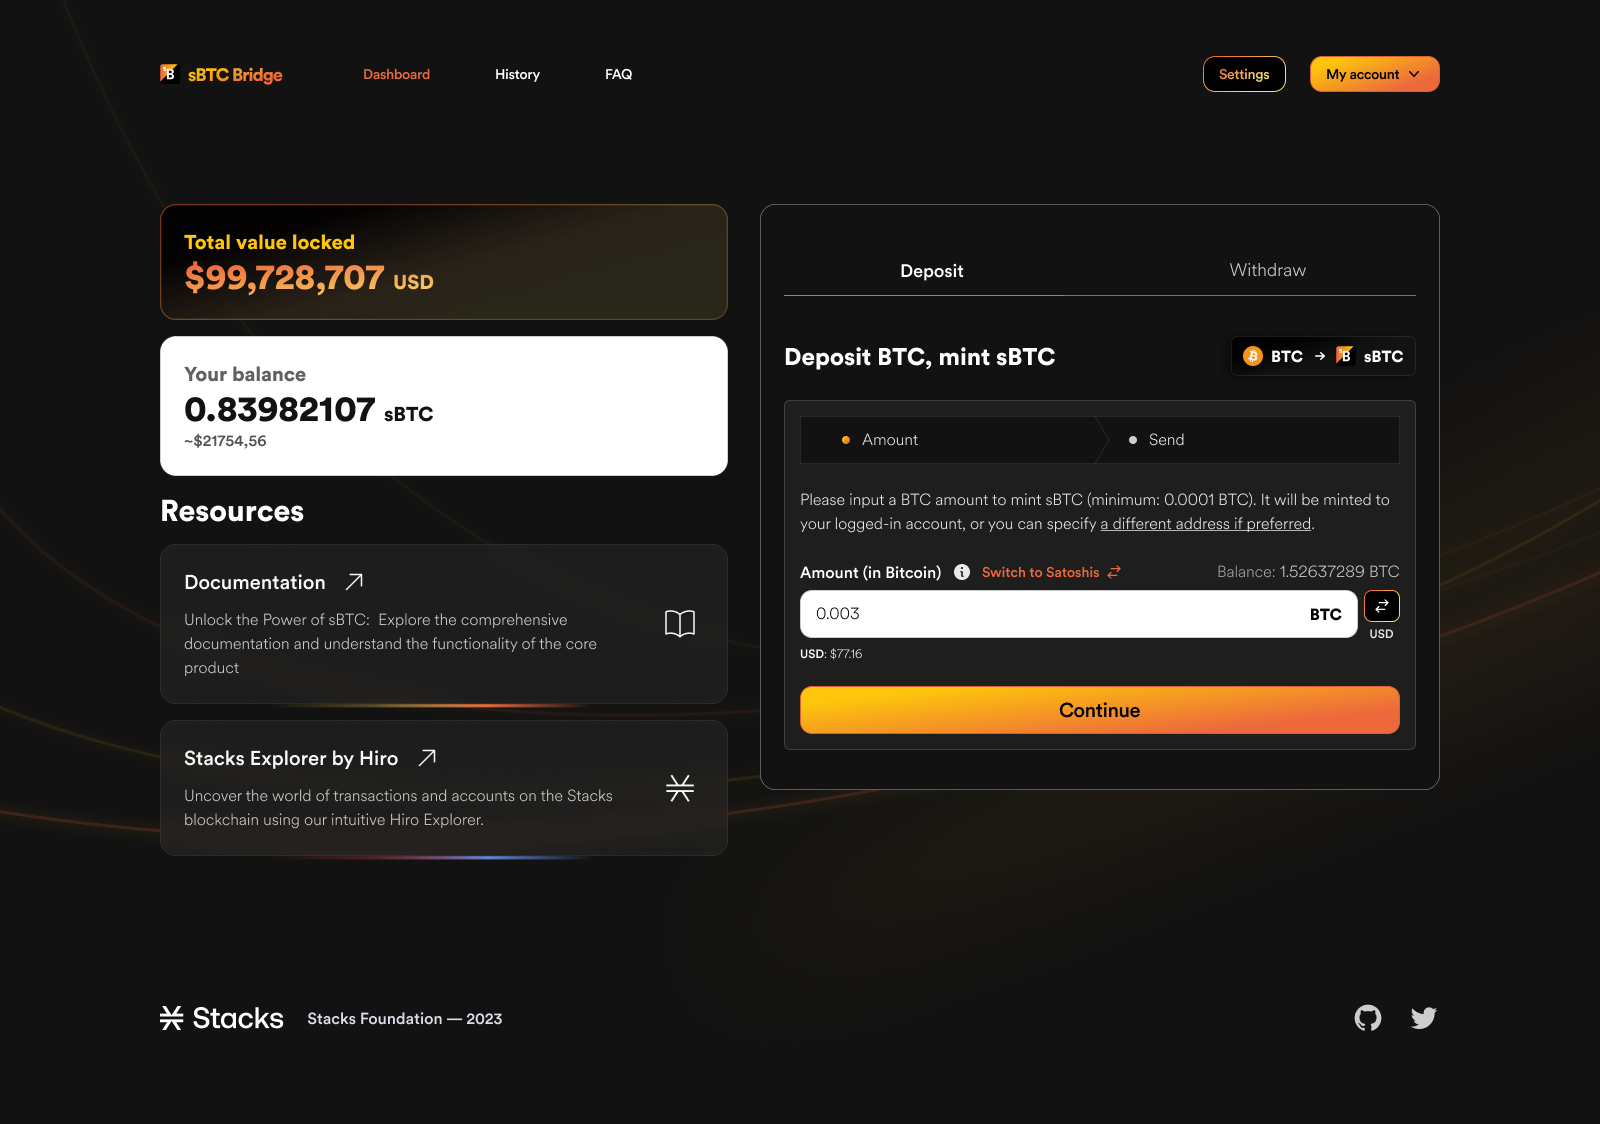 sBTC Bridge
Dashboard
History
FAQ
Settings
My account
Total value locked
$99,728,707 USD
Your balance
0.83982107 sBTC
~$21754,56
Resources
Documentation
Unlock the Power of sBTC:  Explore the comprehensive
documentation and understand the functionality of the core
product
Stacks Explorer by Hiro
Uncover the world of transactions and accounts on the Stacks
blockchain using our intuitive Hiro Explorer.
Deposit
Withdraw
Deposit BTC, mint sBTC
BTC → sBTC
Amount
Send
Please input a BTC amount to mint sBTC (minimum: 0.0001 BTC). It will be minted to
your logged-in account, or you can specify a different address if preferred.
Amount (in Bitcoin)
Switch to Satoshis
Balance: 1.52637289 BTC
0.003
BTC
USD
USD: $77.16
Continue
Stacks
Stacks Foundation — 2023